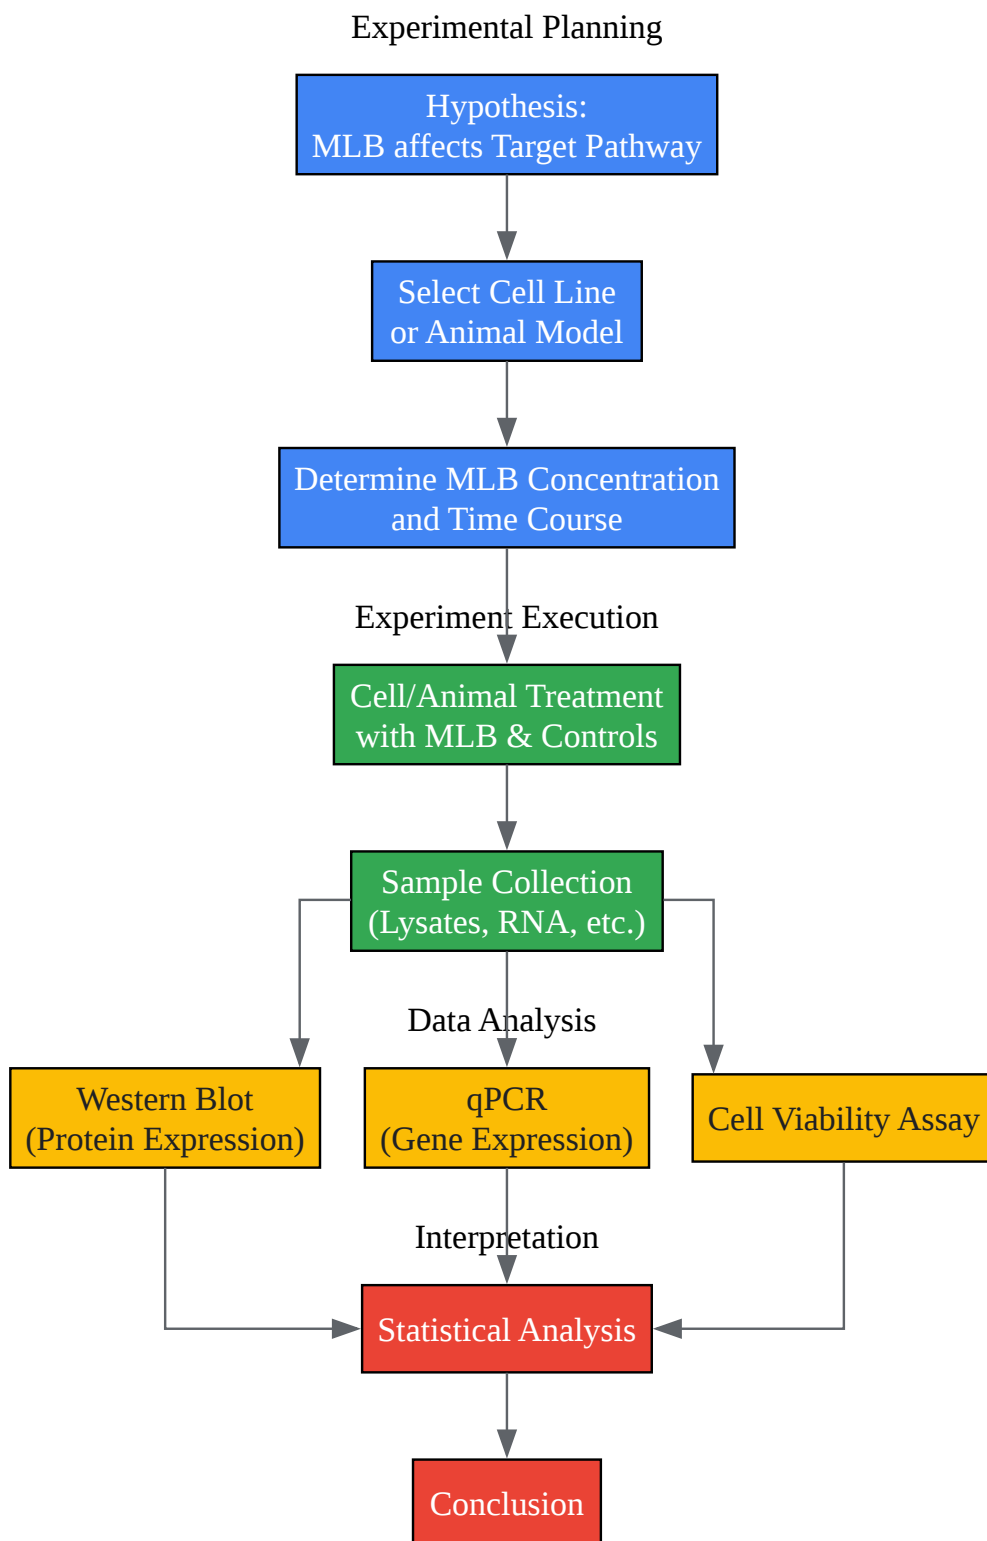 Experimental Planning
Hypothesis:
MLB affects Target Pathway
Select Cell Line
or Animal Model
Determine MLB Concentration
and Time Course
Experiment Execution
Cell/Animal Treatment
with MLB & Controls
Sample Collection
(Lysates, RNA, etc.)
Data Analysis
Western Blot
(Protein Expression)
qPCR
(Gene Expression)
Cell Viability Assay
Interpretation
Statistical Analysis
Conclusion